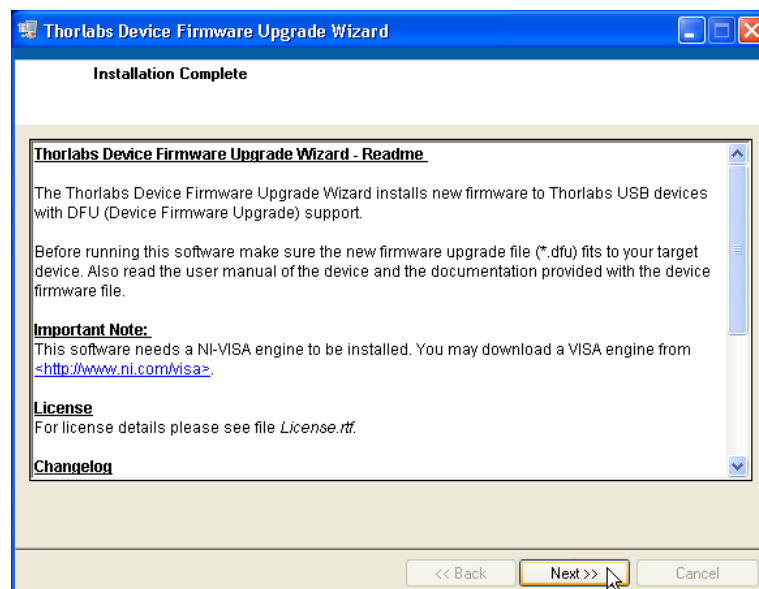 Thorlabs Device Firmware Upgrade Wizard
Installation Complete
Thorlabs Device Firmware Upgrade Wizard - Readme
The Thorlabs Device Firmware Upgrade Wizard installs new firmware to Thorlabs USB devices
with DFU (Device Firmware Upgrade) support.
Before running this software make sure the new firmware upgrade file (*.dfu) fits to your target
device. Also read the user manual of the device and the documentation provided with the device
firmware file.
Important Note:
This software needs a NI-VISA engine to be installed. You may download a VISA engine from
<http://www.ni.com/visa>.
License
For license details please see file License.rtf.
Changelog
<< Back
Next >>
Cancel